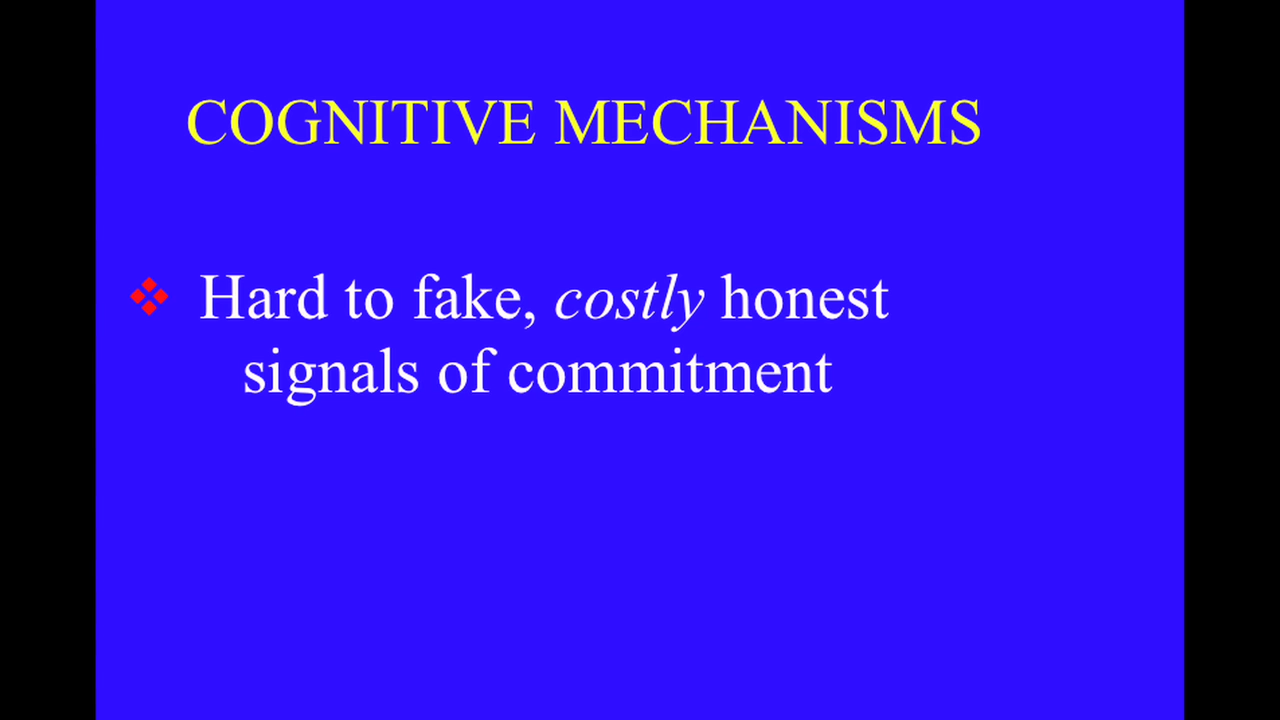 COGNITIVE MECHANISMS
Hard to fake, costly honest
signals of commitment